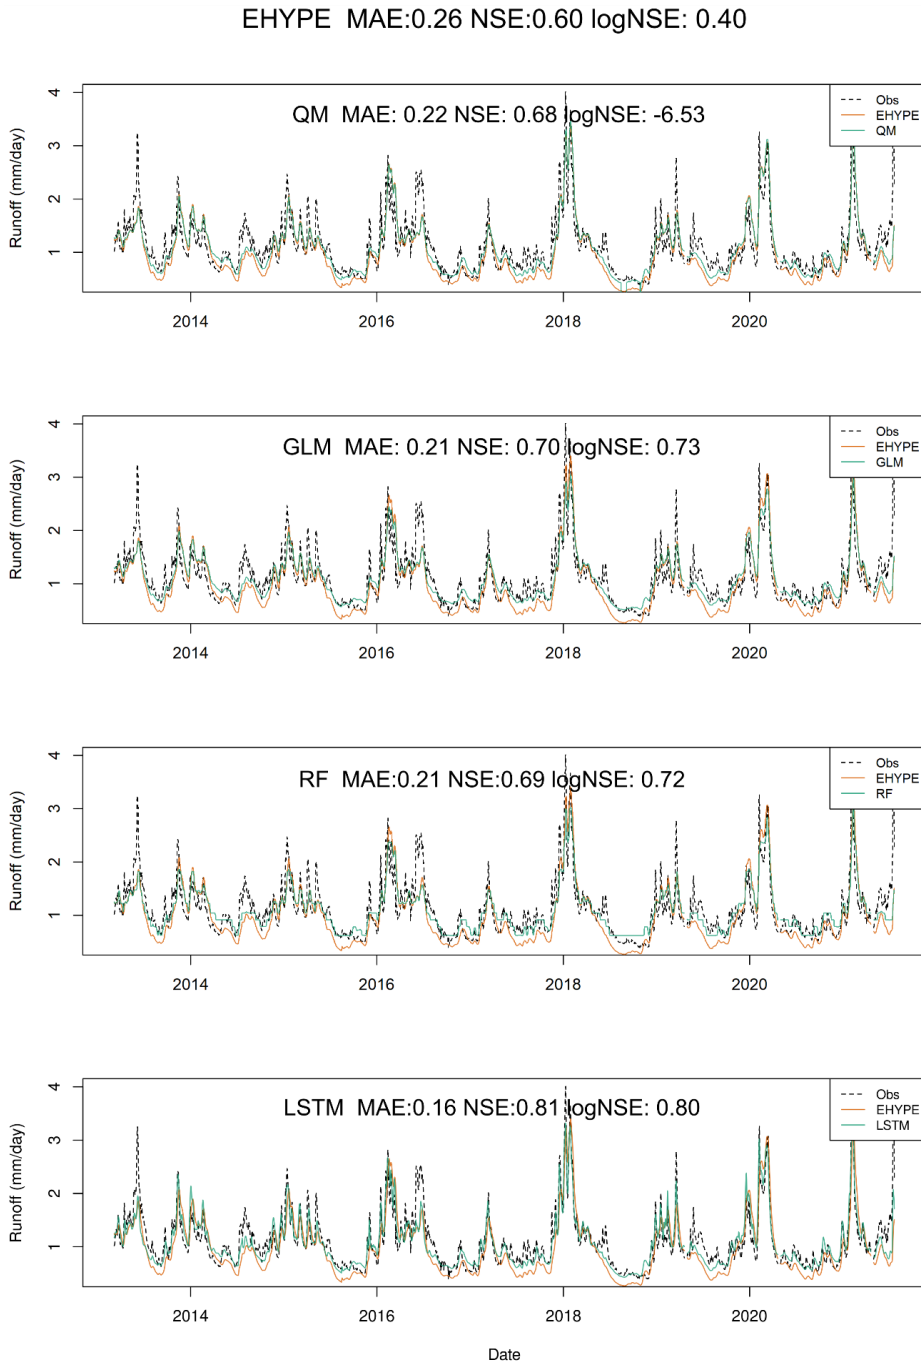 EHYPE MAE:0.26 NSE:0.60 logNSE: 0.40
QM MAE: 0.22 NSE: 0.68 logNSE: -6.53
Obs
EHYPE
QM
Runoff (mm/day)
4
3
2
1
2014 2016 2018 2020
GLM MAE: 0.21 NSE: 0.70 logNSE: 0.73
Obs
EHYPE
GLM
Runoff (mm/day)
4
3
2
1
2014 2016 2018 2020
RF MAE:0.21 NSE:0.69 logNSE: 0.72
Obs
EHYPE
RF
Runoff (mm/day)
4
3
2
1
2014 2016 2018 2020
LSTM MAE:0.16 NSE:0.81 logNSE: 0.80
Obs
EHYPE
LSTM
Runoff (mm/day)
4
3
2
1
2014 2016 2018 2020
Date